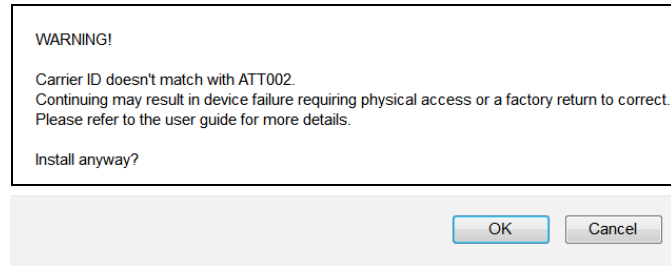 WARNING!
Carrier ID doesn't match with ATT002.
Continuing may result in device failure requiring physical access or a factory return to correct.
Please refer to the user guide for more details.
Install anyway?
OK
Cancel